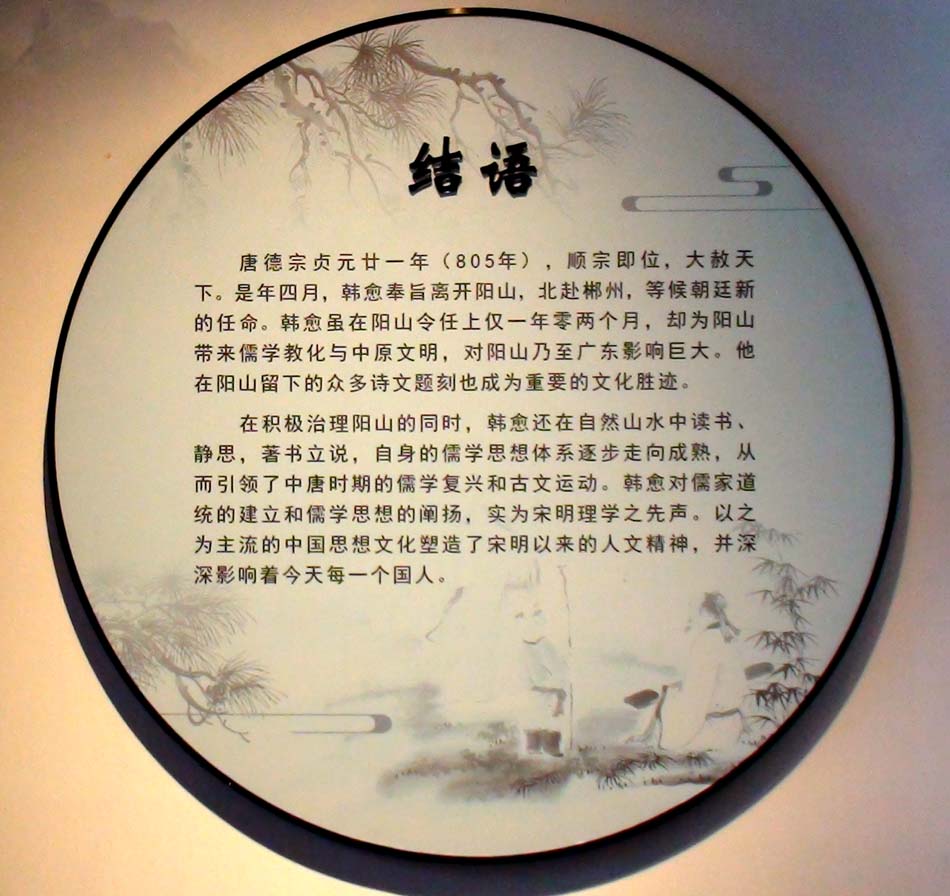 结语
唐德宗贞元廿一年（805年），顺宗即位，大赦天
下。是年四月，韩愈奉旨离开阳山，北赴郴州，等候朝廷新
的任命。韩愈虽在阳山令任上仅一年零两个月，却为阳山
带来儒学教化与中原文明，对阳山乃至广东影响巨大。他
在阳山留下的众多诗文题刻也成为重要的文化胜迹。
在积极治理阳山的同时，韩愈还在自然山水中读书、
静思，著书立说，自身的儒学思想体系逐步走向成熟，从
而引领了中唐时期的儒学复兴和古文运动。韩愈对儒家道
统的建立和儒学思想的阐扬，实为宋明理学之先声。以之
为主流的中国思想文化塑造了宋明以来的人文精神，并深
深影响着今天每一个国人。